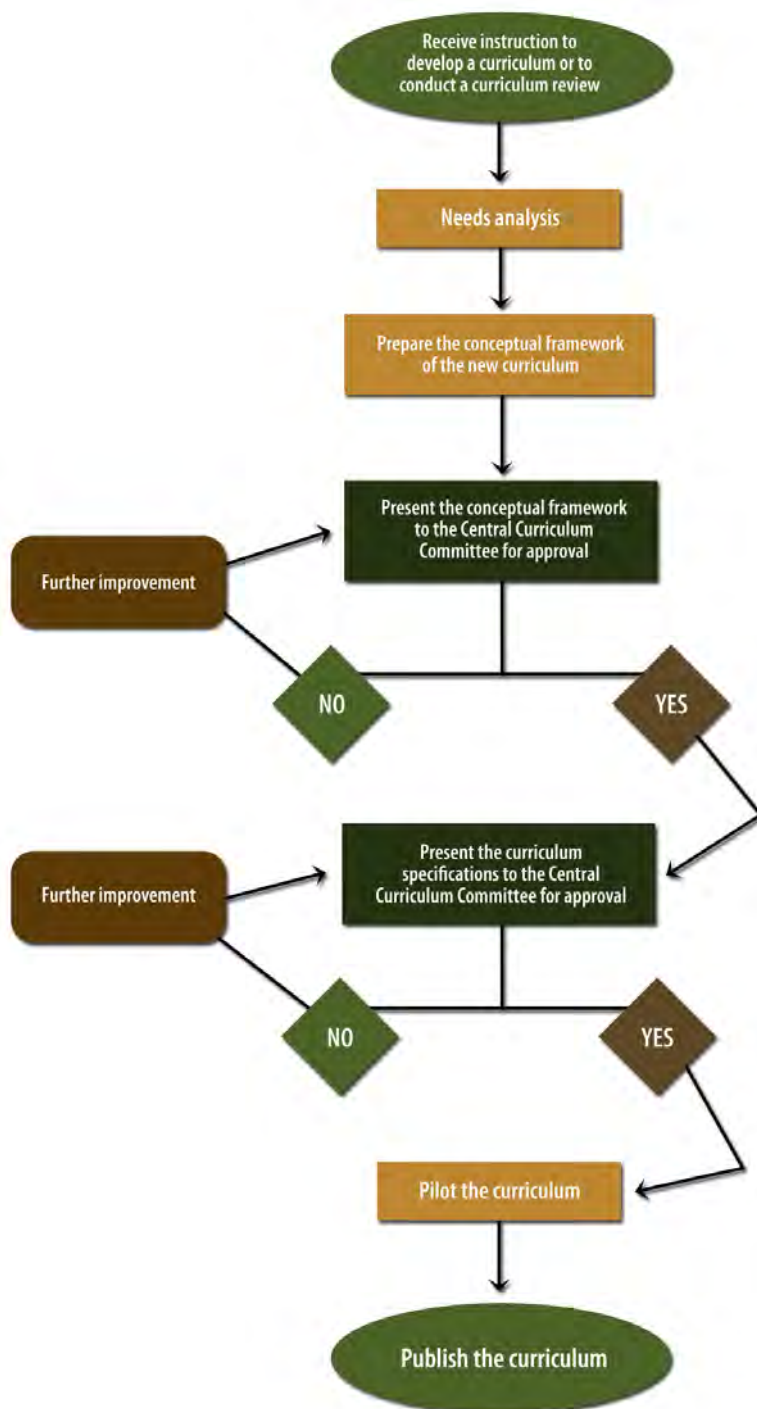 Receive instruction to
develop a curriculum or to
conduct a curriculum review
Needs analysis
Prepare the conceptual framework
of the new curriculum
Present the conceptual framework
to the Central Curriculum
Committee for approval
Further improvement
NO
YES
Present the curriculum
specifications to the Central
Curriculum Committee for approval
Further improvement
NO
YES
Pilot the curriculum
Publish the curriculum